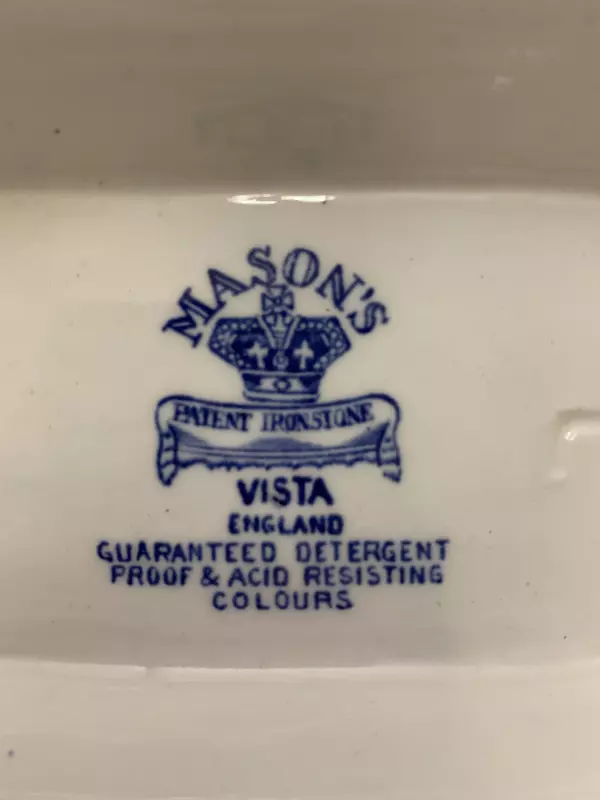 MASON'S
PATENT IRONSTONE
VISTA
ENGLAND
GUARANTEED DETERGENT
PROOF & ACID RESISTING
COLOURS